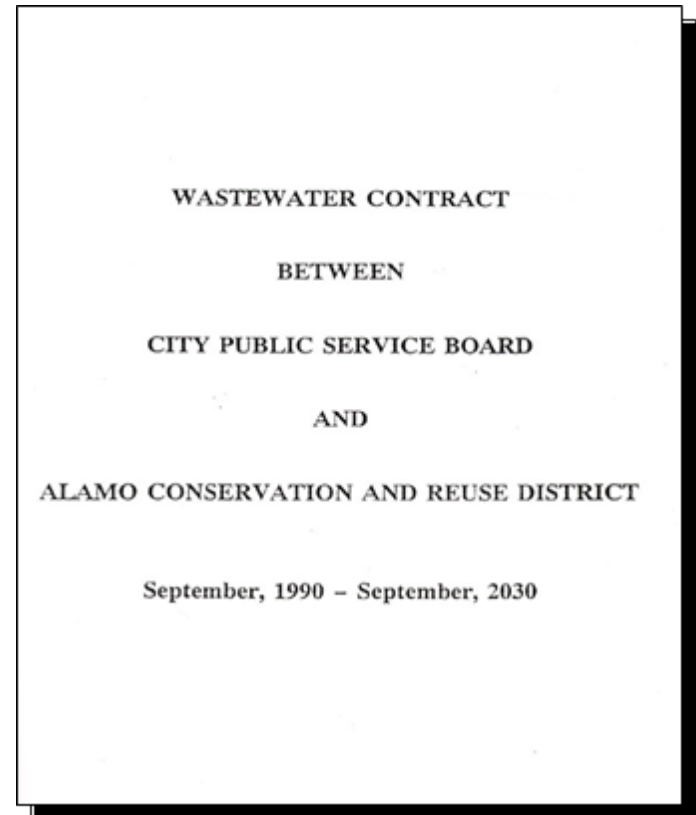 WASTEWATER CONTRACT
BETWEEN
CITY PUBLIC SERVICE BOARD
AND
ALAMO CONSERVATION AND REUSE DISTRICT
September, 1990 – September, 2030